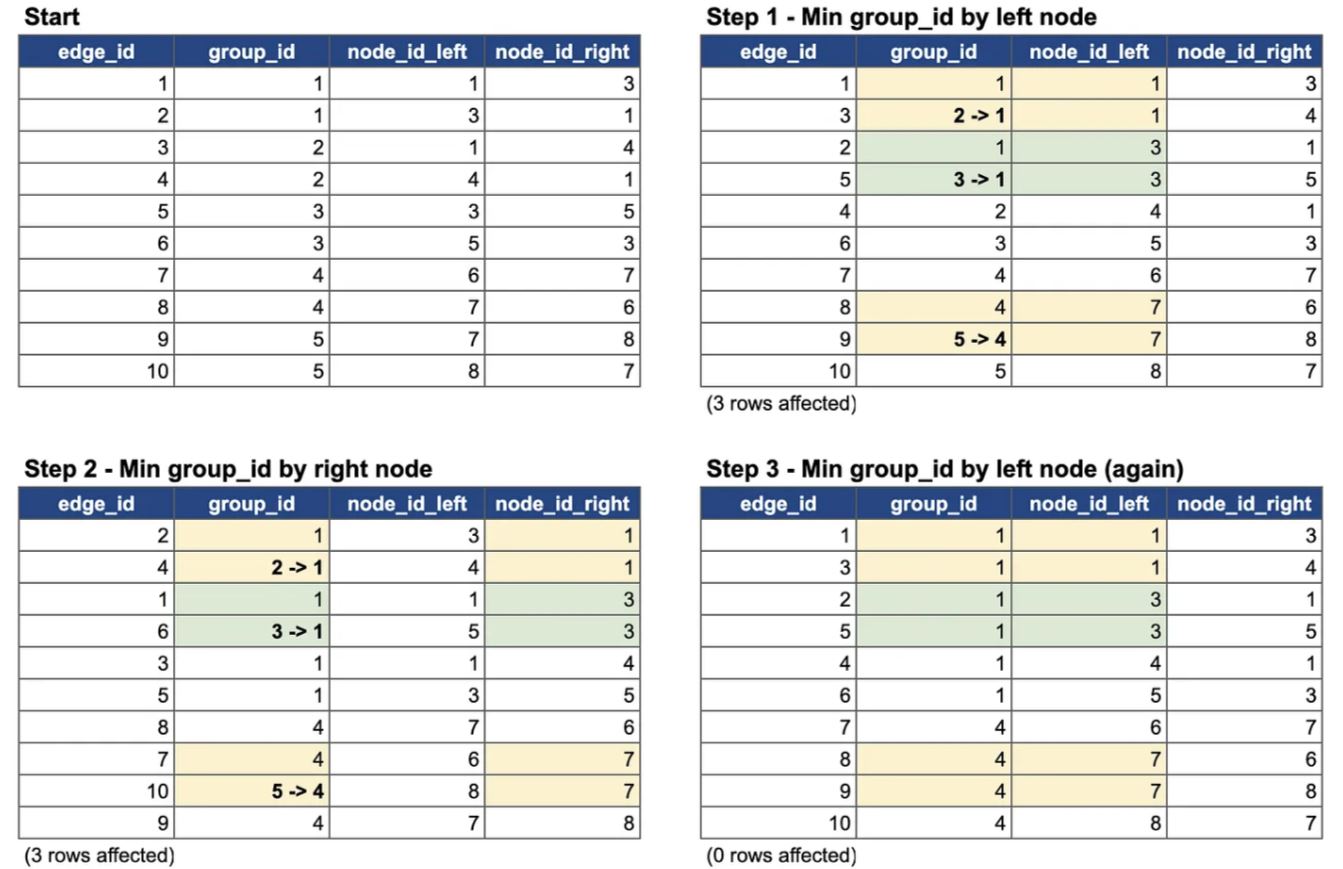 Start
edge_id group_id node_id_left node_id_right
1 1 1 3
2 1 3 1
3 2 1 4
4 2 4 1
5 3 3 5
6 3 5 3
7 4 6 7
8 4 7 6
9 5 7 8
10 5 8 7
Step 1 - Min group_id by left node
edge_id group_id node_id_left node_id_right
1 1 1 3
3 2 -> 1 1 4
2 1 3 1
5 3 -> 1 3 5
4 2 4 1
6 3 5 3
7 4 6 7
8 4 7 6
9 5 -> 4 7 8
10 5 8 7
(3 rows affected)
Step 2 - Min group_id by right node
edge_id group_id node_id_left node_id_right
2 1 3 1
4 2 -> 1 4 1
1 1 1 3
6 3 -> 1 5 3
3 1 1 4
5 1 3 5
8 4 7 6
7 4 6 7
10 5 -> 4 8 7
9 4 7 8
(3 rows affected)
Step 3 - Min group_id by left node (again)
edge_id group_id node_id_left node_id_right
1 1 1 3
3 1 1 4
2 1 3 1
5 1 3 5
4 1 4 1
6 1 5 3
7 4 6 7
8 4 7 6
9 4 7 8
10 4 8 7
(0 rows affected)